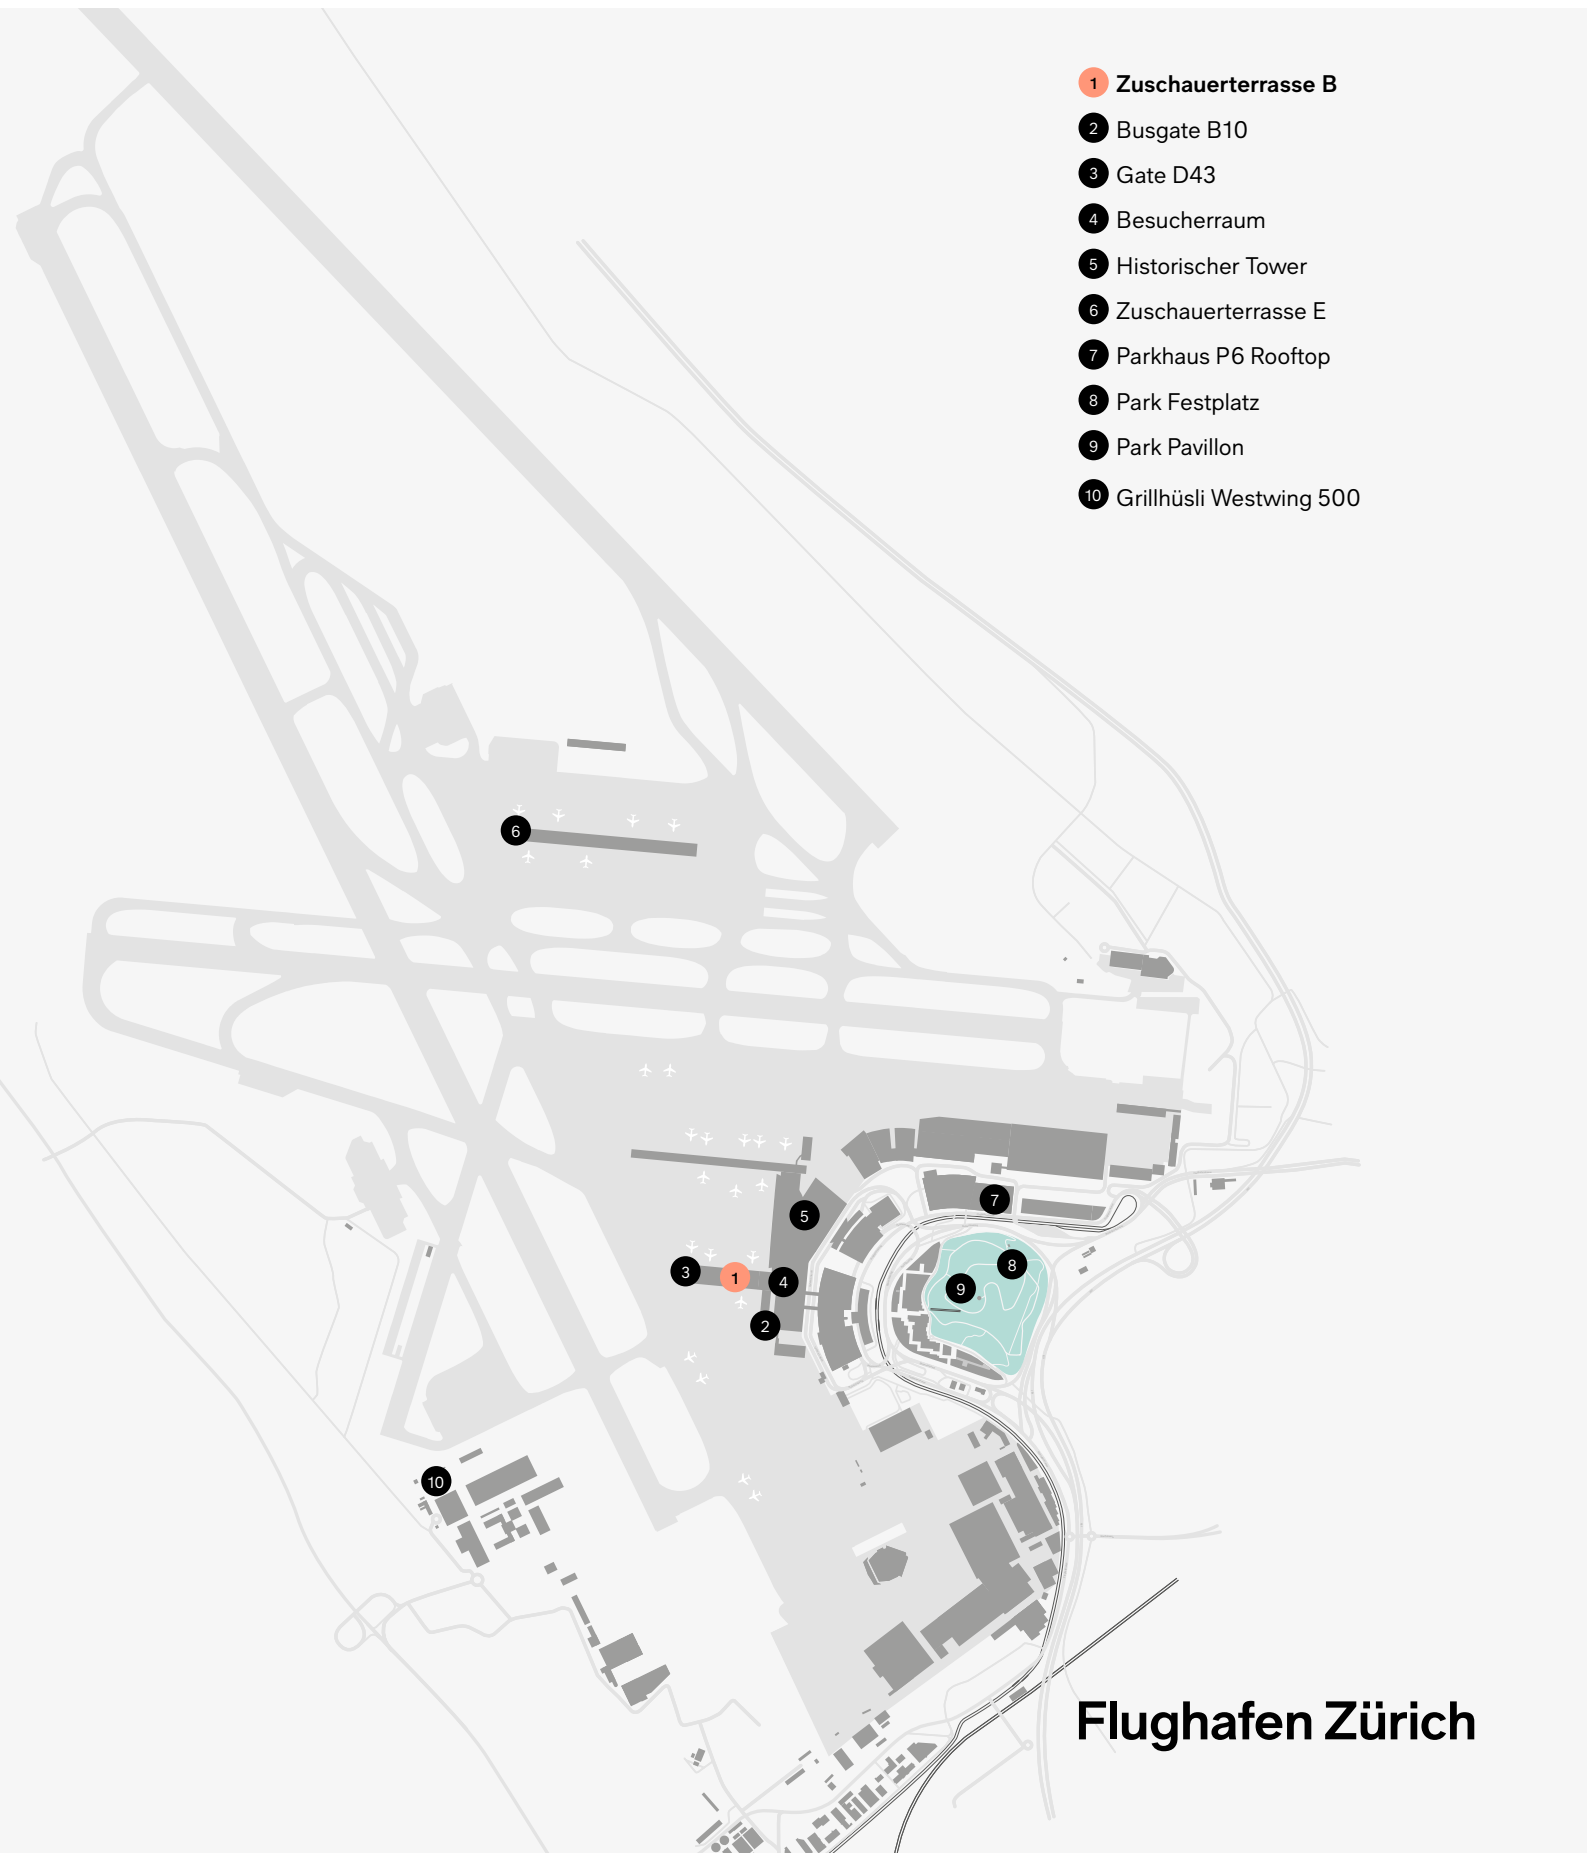 1 Zuschauerterrasse B
2 Busgate B10
3 Gate D43
4 Besucherraum
5 Historischer Tower
6 Zuschauerterrasse E
7 Parkhaus P6 Rooftop
8 Park Festplatz
9 Park Pavillon
10 Grillhüsli Westwing 500
6
7
5
8
3
1
4
9
2
10
Flughafen Zürich